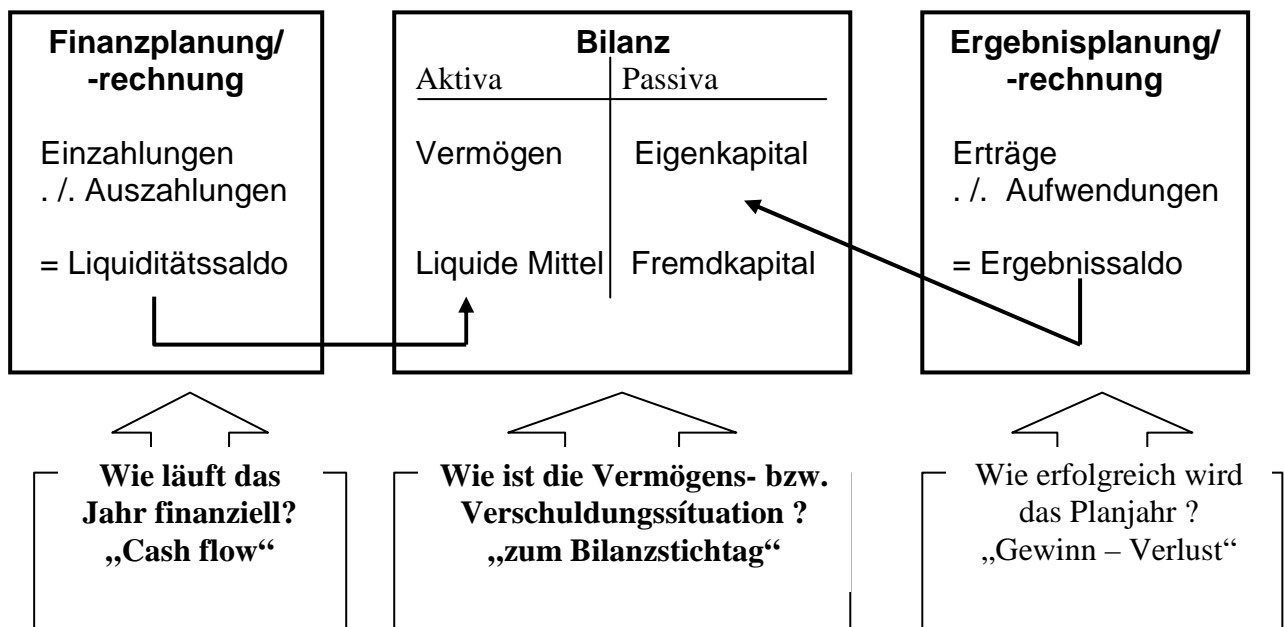 Finanzplanung/
-rechnung
Einzahlungen
. /. Auszahlungen
= Liquiditätssaldo
Bilanz
Aktiva Passiva
Vermögen Eigenkapital
Liquide Mittel Fremdkapital
Ergebnisplanung/
-rechnung
Erträge
. /. Aufwendungen
= Ergebnissaldo
Wie läuft das
Jahr finanziell?
„Cash flow“
Wie ist die Vermögens- bzw.
Verschuldungssítuation ?
„zum Bilanzstichtag“
Wie erfolgreich wird
das Planjahr ?
„Gewinn – Verlust“